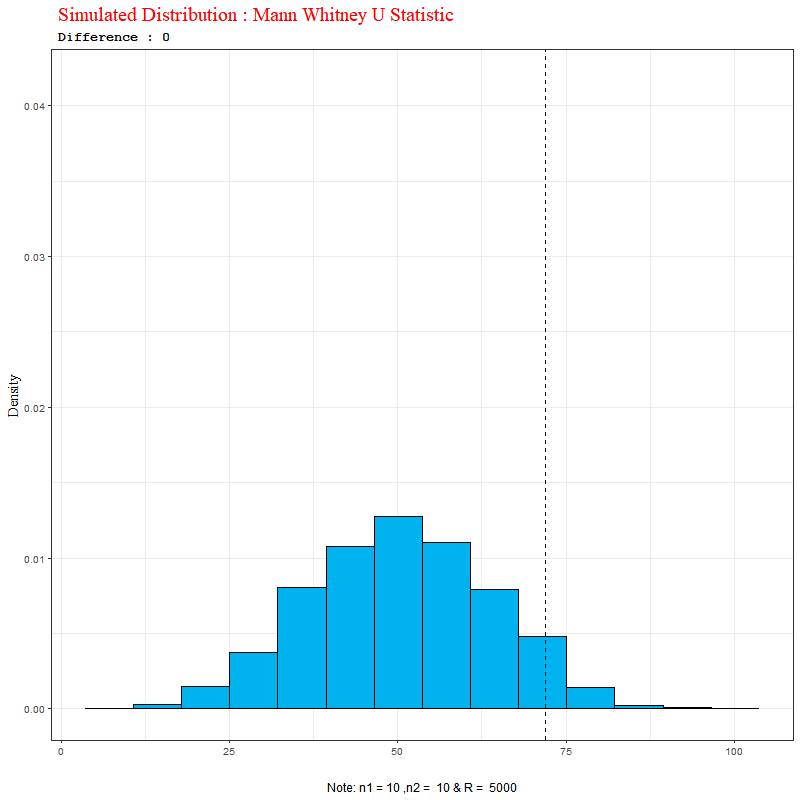 Simulated Distribution : Mann Whitney U Statistic
Difference : 0
Density
0.04
0.03
0.02
0.01
0.00
0 25 50 75 100
Note: n1 = 10 ,n2 = 10 & R = 5000